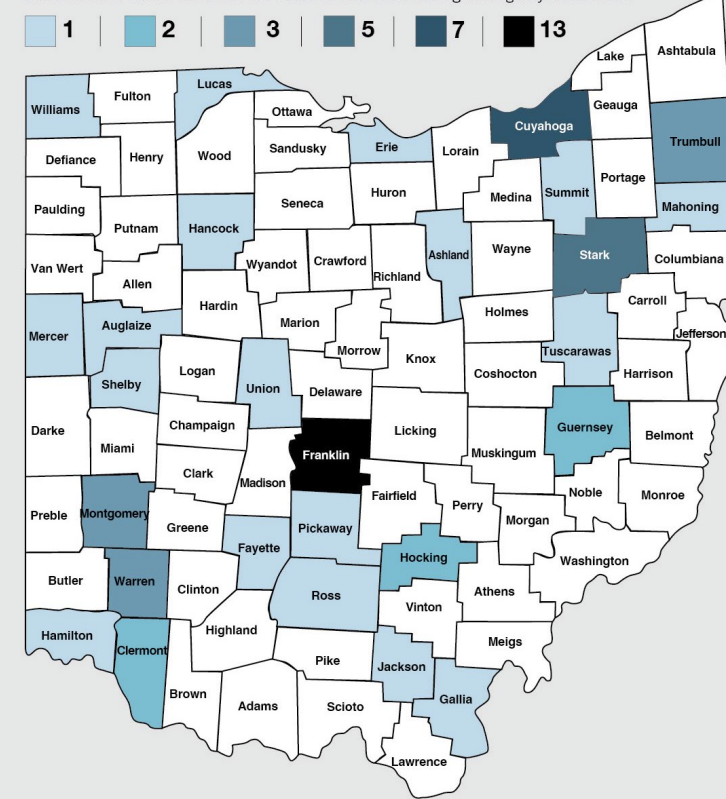 1 2 3 5 7 13
Lake
Ashtabula
Williams
Fulton
Lucas
Ottawa
Geauga
Cuyahoga
Trumbull
Defiance
Henry
Wood
Sandusky
Erie
Lorain
Medina
Summit
Portage
Mahoning
Paulding
Putnam
Hancock
Seneca
Huron
Ashland
Wayne
Stark
Columbiana
Van Wert
Allen
Wyandot
Crawford
Richland
Hardin
Marion
Morrow
Holmes
Carroll
Jefferson
Mercer
Auglaize
Knox
Coshocton
Tuscarawas
Harrison
Shelby
Logan
Union
Delaware
Darke
Miami
Champaign
Franklin
Licking
Muskingum
Guernsey
Belmont
Clark
Madison
Fairfield
Perry
Morgan
Noble
Monroe
Preble
Montgomery
Greene
Fayette
Pickaway
Hocking
Washington
Butler
Warren
Clinton
Ross
Vinton
Athens
Hamilton
Clermont
Highland
Pike
Jackson
Meigs
Brown
Adams
Scioto
Gallia
Lawrence